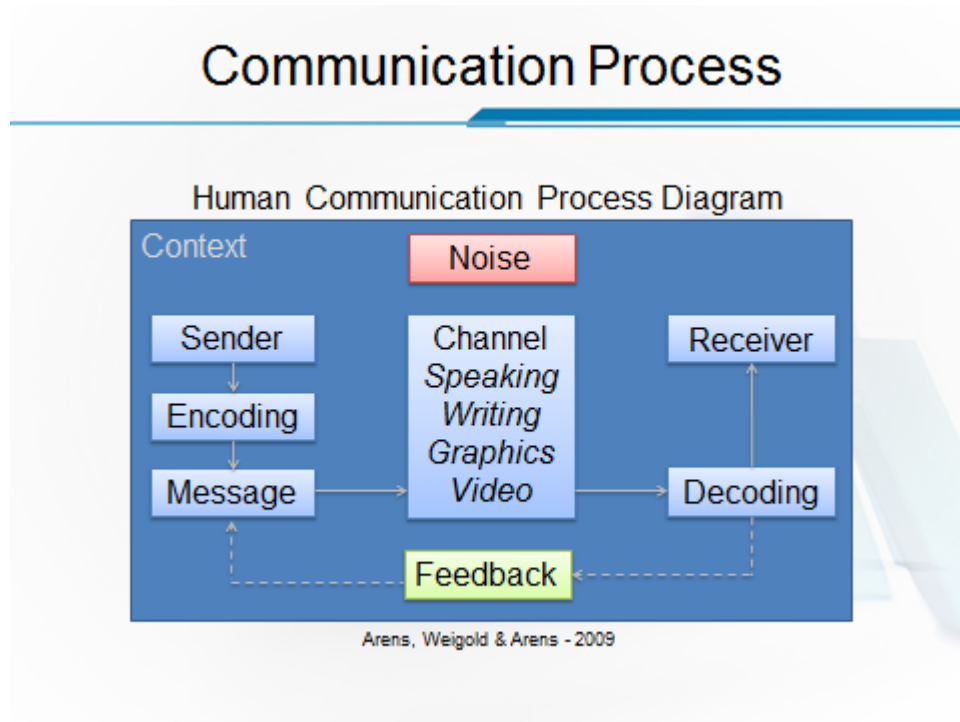 Communication Process
Human Communication Process Diagram
Context
Noise
Sender
Encoding
Message
Channel
Speaking
Writing
Graphics
Video
Receiver
Decoding
Feedback
Arens, Weigold & Arens - 2009